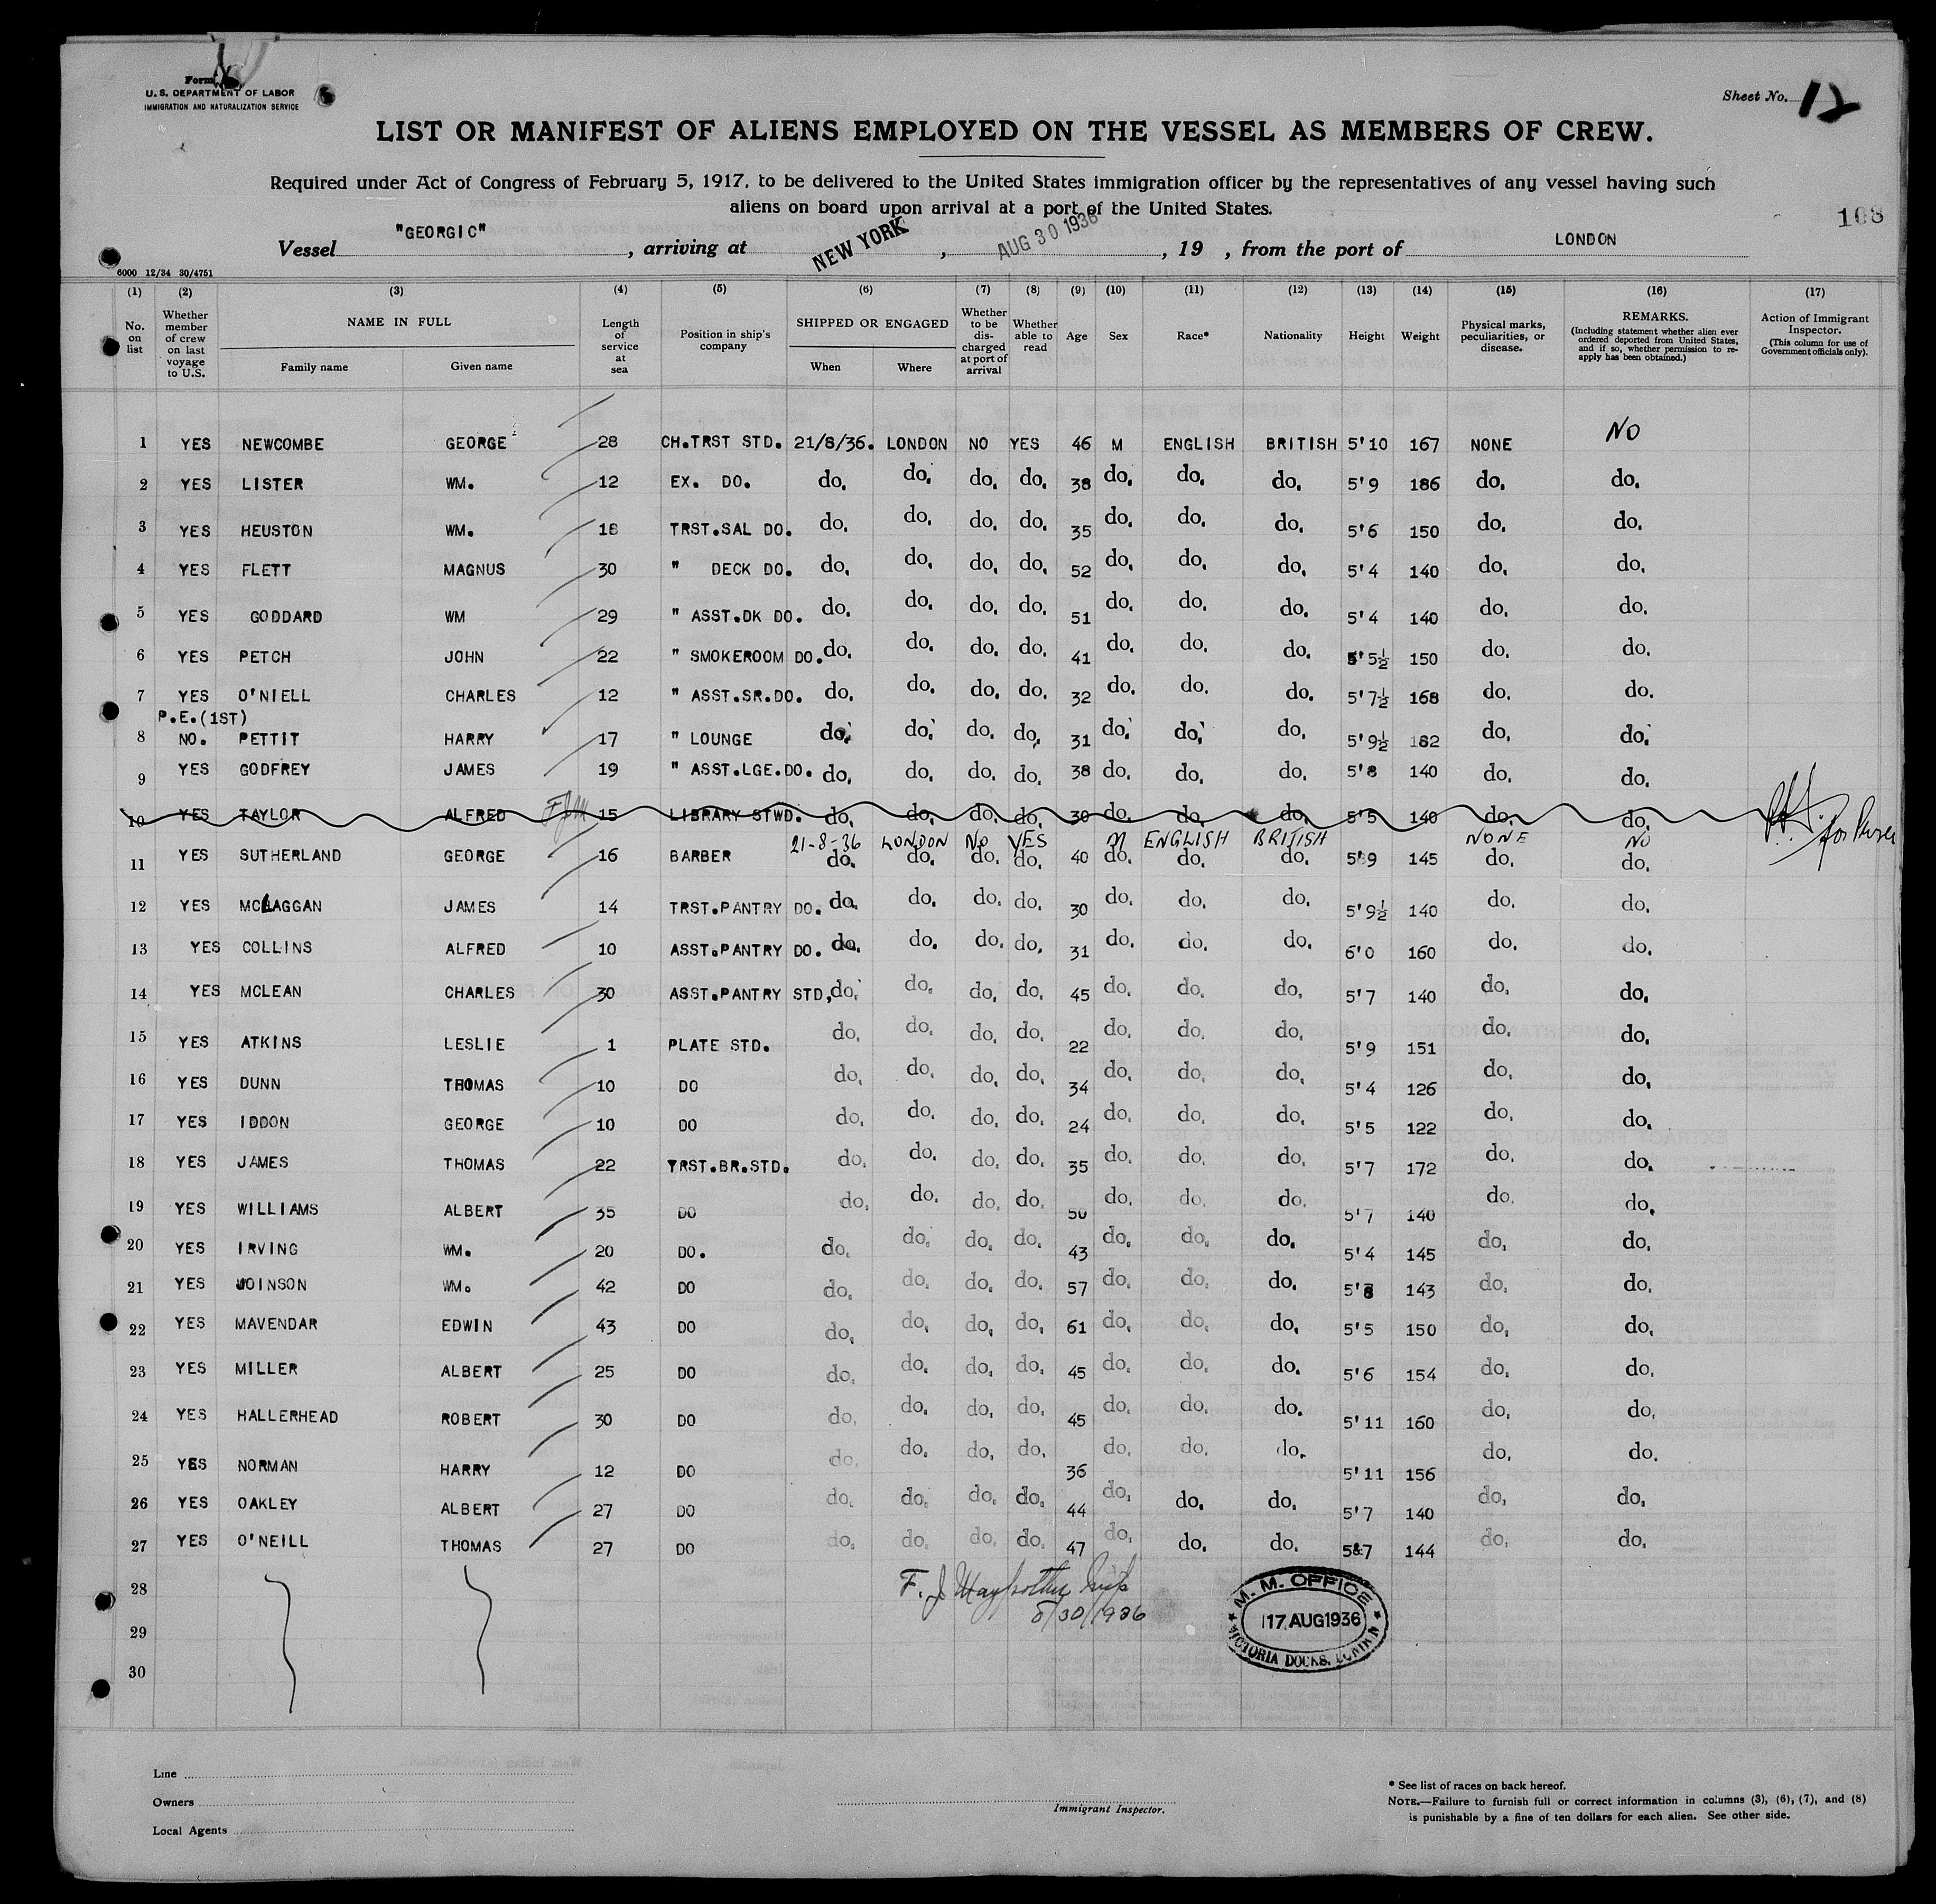 Form
U. S. DEPARTMENT OF LABOR
IMMIGRATION AND NATURALIZATION SERVICE
Sheet No. 12
LIST OR MANIFEST OF ALIENS EMPLOYED ON THE VESSEL AS MEMBERS OF CREW.
Required under Act of Congress of February 5, 1917, to be delivered to the United States immigration officer by the representatives of any vessel having such
aliens on board upon arrival at a port of the United States.
108
Vessel "GEORGIC", arriving at NEW YORK, AUG 30 1936, 19 , from the port of LONDON
6000 12/34 30/4751
(1) (2) (3) (4) (5) (6) (7) (8) (9) (10) (11) (12) (13) (14) (15) (16) (17)
No. on list
Whether member of crew on last voyage to U.S.
NAME IN FULL
Family name
Given name
Length of service at sea
Position in ship's company
SHIPPED OR ENGAGED
When
Where
Whether to be discharged at port of arrival
Whether able to read
Age
Sex
Race*
Nationality
Height
Weight
Physical marks, peculiarities, or disease.
REMARKS.
(Including statement whether alien ever ordered deported from United States, and if so, whether permission to re-apply has been obtained.)
Action of Immigrant Inspector.
(This column for use of Government officials only).
1 YES NEWCOMBE GEORGE 28 CH.TRST STD. 21/8/36. LONDON NO YES 46 M ENGLISH BRITISH 5'10 167 NONE NO
2 YES LISTER WM. 12 EX. DO. do. do. do. do. 38 do. do. do. 5'9 186 do. do.
3 YES HEUSTON WM. 18 TRST.SAL DO. do. do. do. do. 35 do. do. do. 5'6 150 do. do.
4 YES FLETT MAGNUS 30 " DECK DO. do. do. do. do. 52 do. do. do. 5'4 140 do. do.
5 YES GODDARD WM 29 " ASST.DK DO. do. do. do. do. 51 do. do. do. 5'4 140 do. do.
6 YES PETCH JOHN 22 " SMOKEROOM DO. do. do. do. do. 41 do. do. do. 5'5½ 150 do. do.
7 YES O'NIELL CHARLES 12 " ASST.SR.DO. do. do. do. do. 32 do. do. do. 5'7½ 168 do. do.
P.E.(1ST)
8 NO. PETTIT HARRY 17 " LOUNGE do. do. do. do. 31 do. do. do. 5'9½ 182 do. do.
9 YES GODFREY JAMES 19 " ASST.LGE.DO. do. do. do. do. 38 do. do. do. 5'8 140 do. do.
10 YES TAYLOR ALFRED FJM 15 LIBRARY STWD. do. do. do. do. 30 do. do. do. 5'5 140 do. do.
21-8-36 LONDON NO YES M ENGLISH BRITISH NONE NO
11 YES SUTHERLAND GEORGE 16 BARBER do. do. do. do. 40 do. do. do. 5'9 145 do. do.
12 YES MCLAGGAN JAMES 14 TRST.PANTRY DO. do. do. do. do. 30 do. do. do. 5'9½ 140 do. do.
13 YES COLLINS ALFRED 10 ASST.PANTRY DO. do. do. do. do. 31 do. do. do. 6'0 160 do. do.
14 YES MCLEAN CHARLES 30 ASST.PANTRY STD, do. do. do. do. 45 do. do. do. 5'7 140 do. do.
15 YES ATKINS LESLIE 1 PLATE STD. do. do. do. do. 22 do. do. do. 5'9 151 do. do.
16 YES DUNN THOMAS 10 DO do. do. do. do. 34 do. do. do. 5'4 126 do. do.
17 YES IDDON GEORGE 10 DO do. do. do. do. 24 do. do. do. 5'5 122 do. do.
18 YES JAMES THOMAS 22 TRST.BR.STD. do. do. do. do. 35 do. do. do. 5'7 172 do. do.
19 YES WILLIAMS ALBERT 35 DO do. do. do. do. 50 do. do. do. 5'7 140 do. do.
20 YES IRVING WM. 20 DO. do. do. do. do. 43 do. do. do. 5'4 145 do. do.
21 YES JOINSON WM. 42 DO do. do. do. do. 57 do. do. do. 5'8 143 do. do.
22 YES MAVENDAR EDWIN 43 DO do. do. do. do. 61 do. do. do. 5'5 150 do. do.
23 YES MILLER ALBERT 25 DO do. do. do. do. 45 do. do. do. 5'6 154 do. do.
24 YES HALLERHEAD ROBERT 30 DO do. do. do. do. 45 do. do. do. 5'11 160 do. do.
25 YES NORMAN HARRY 12 DO do. do. do. do. 36 do. do. do. 5'11 156 do. do.
26 YES OAKLEY ALBERT 27 DO do. do. do. do. 44 do. do. do. 5'7 140 do. do.
27 YES O'NEILL THOMAS 27 DO do. do. do. do. 47 do. do. do. 5&7 144 do. do.
28
29
30
F. J.
8/30/1936
M. M. OFFICE
17 AUG 1936
VICTORIA DOCKS, LONDON
Line
Owners
Local Agents
Immigrant Inspector.
* See list of races on back hereof.
NOTE.—Failure to furnish full or correct information in columns (3), (6), (7), and (8)
is punishable by a fine of ten dollars for each alien. See other side.